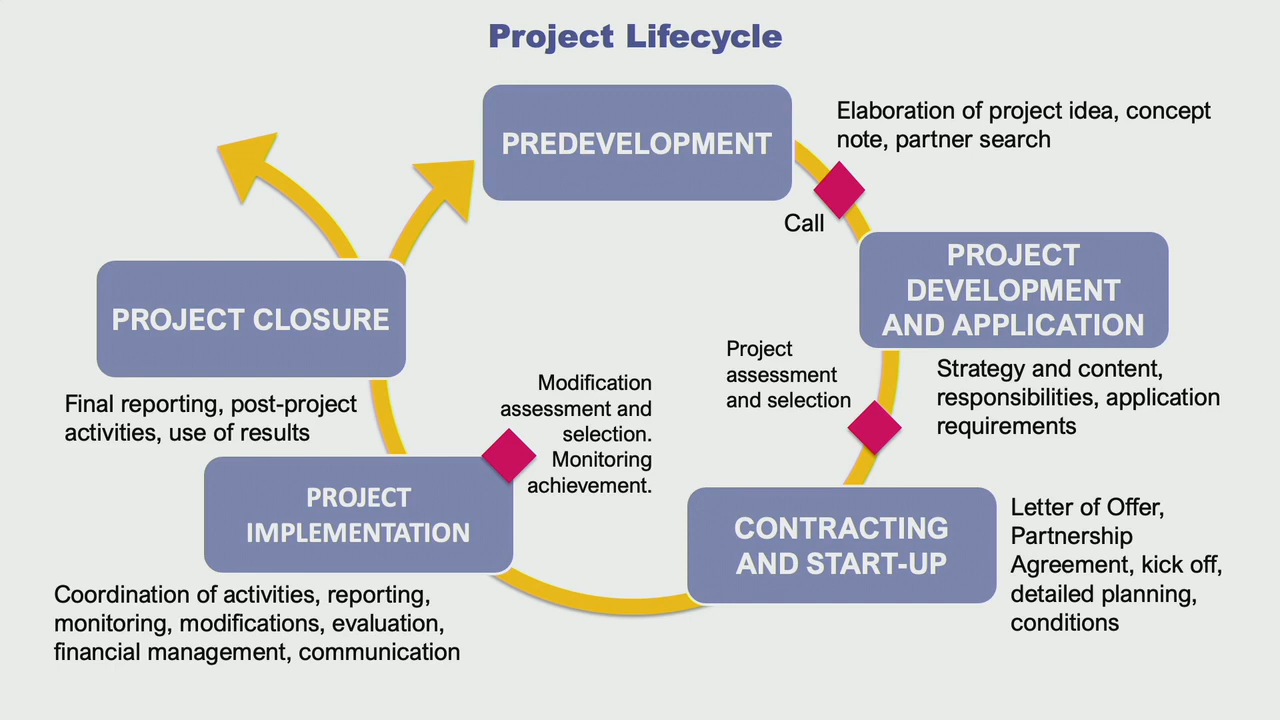 Project Lifecycle
PREDEVELOPMENT
Elaboration of project idea, concept
note, partner search
Call
PROJECT
DEVELOPMENT
AND APPLICATION
Strategy and content,
responsibilities, application
requirements
Project
assessment
and selection
CONTRACTING
AND START-UP
Letter of Offer,
Partnership
Agreement, kick off,
detailed planning,
conditions
Modification
assessment and
selection.
Monitoring
achievement.
PROJECT
IMPLEMENTATION
Coordination of activities, reporting,
monitoring, modifications, evaluation,
financial management, communication
PROJECT CLOSURE
Final reporting, post-project
activities, use of results